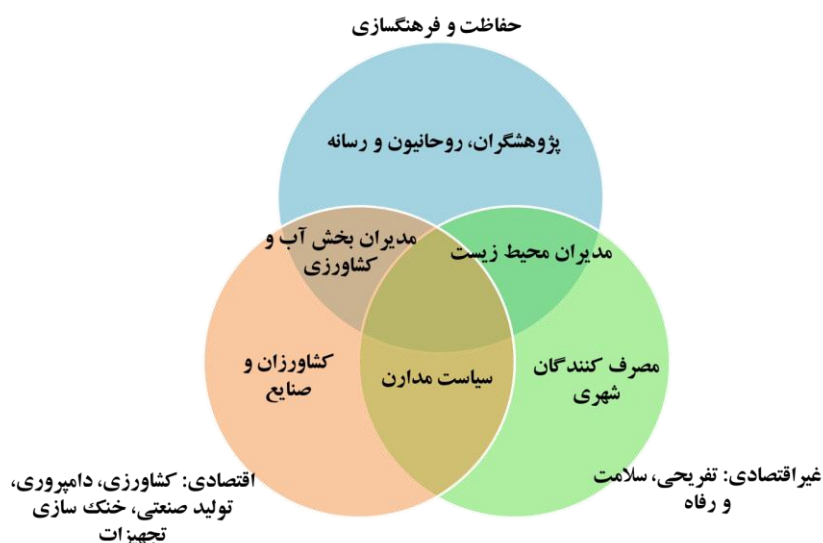 حفاظت و فرهنگسازی
پژوهشگران، روحانیون و رسانه
مدیران بخش آب و
کشاورزی
مدیران محیط زیست
کشاورزان و
صنایع
سیاست مدارن
مصرف کنندگان
شهری
اقتصادی: کشاورزی، دامپروری،
تولید صنعتی، خنک سازی
تجهیزات
غیراقتصادی: تفریحی، سلامت
و رفاه